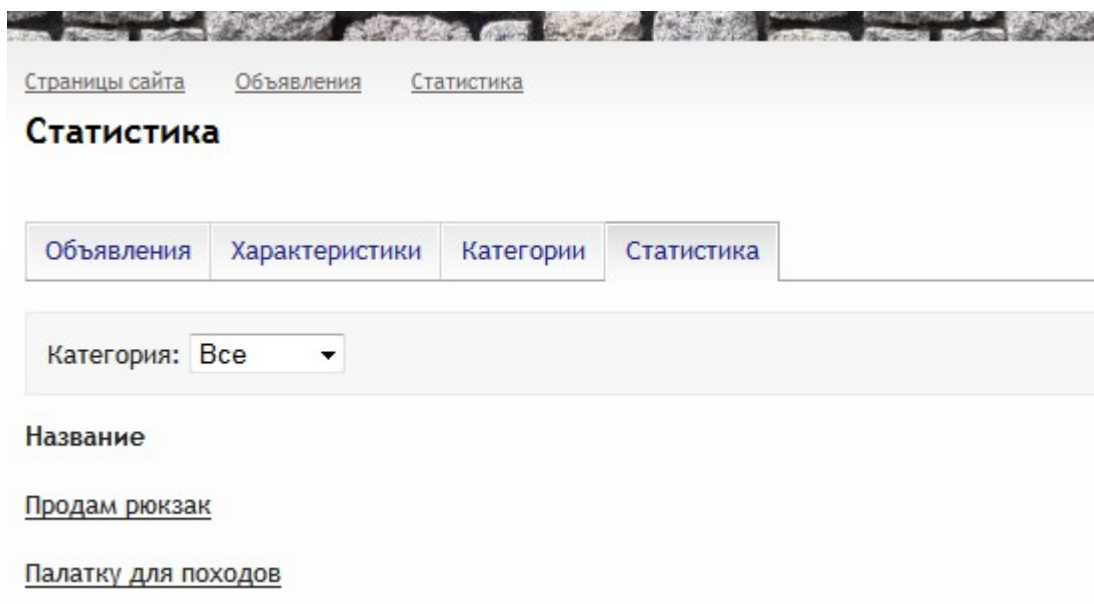 Страницы сайта Объявления Статистика
Статистика
Объявления Характеристики Категории Статистика
Категория: Все
Название
Продам рюкзак
Палатку для походов